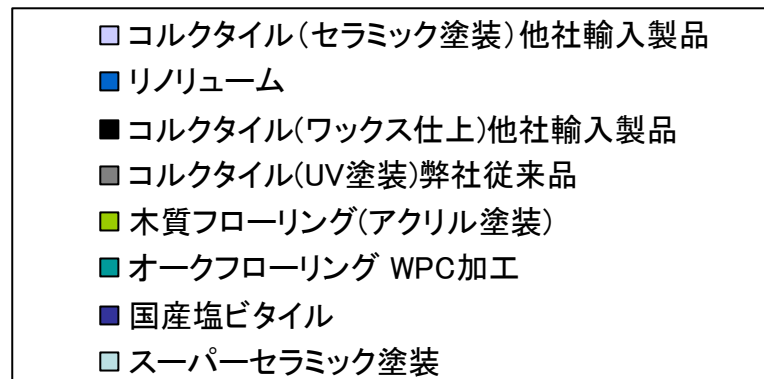 コルクタイル(セラミック塗装)他社輸入製品
リノリューム
コルクタイル(ワックス仕上)他社輸入製品
コルクタイル(UV塗装)弊社従来品
木質フローリング(アクリル塗装)
オークフローリング WPC加工
国産塩ビタイル
スーパーセラミック塗装